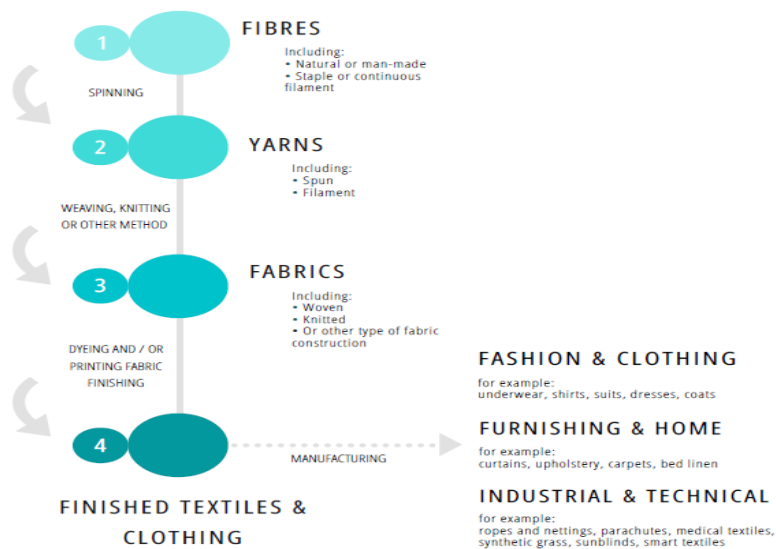 1
FIBRES
Including:
• Natural or man-made
• Staple or continuous
filament
SPINNING
2
YARNS
Including:
• Spun
• Filament
WEAVING, KNITTING
OR OTHER METHOD
3
FABRICS
Including:
• Woven
• Knitted
• Or other type of fabric
construction
DYEING AND / OR
PRINTING FABRIC
FINISHING
4
FINISHED TEXTILES &
CLOTHING
MANUFACTURING
FASHION & CLOTHING
for example:
underwear, shirts, suits, dresses, coats
FURNISHING & HOME
for example:
curtains, upholstery, carpets, bed linen
INDUSTRIAL & TECHNICAL
for example:
ropes and nettings, parachutes, medical textiles,
synthetic grass, sunblinds, smart textiles